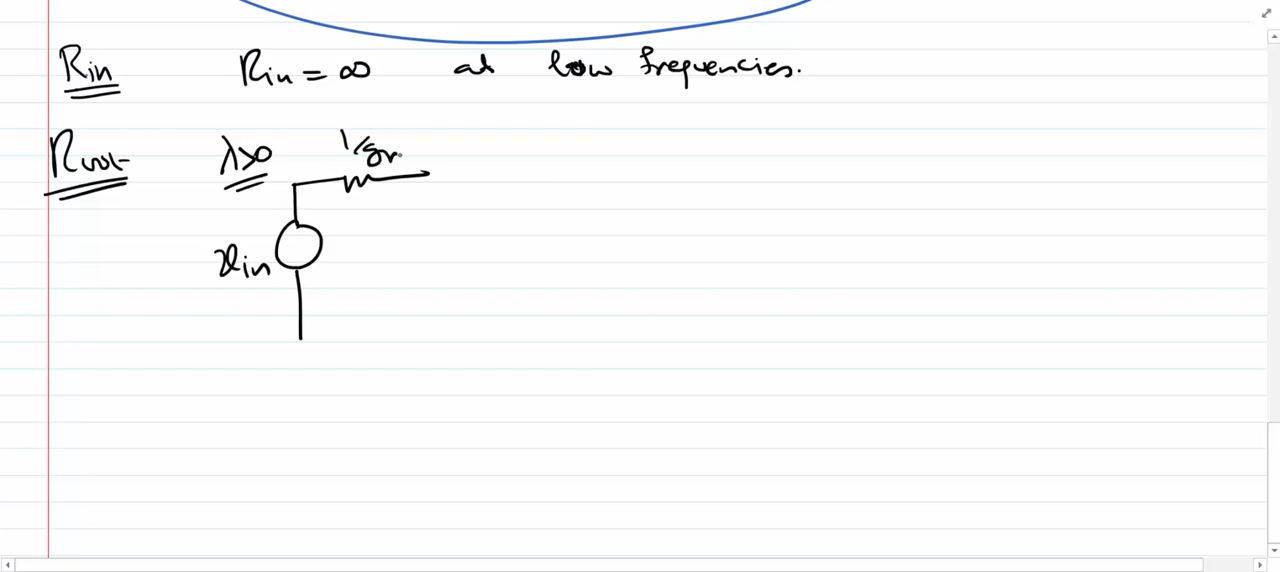 Rin Rin = ∞ at low frequencies.
Rout λ>0 1/gm
vin